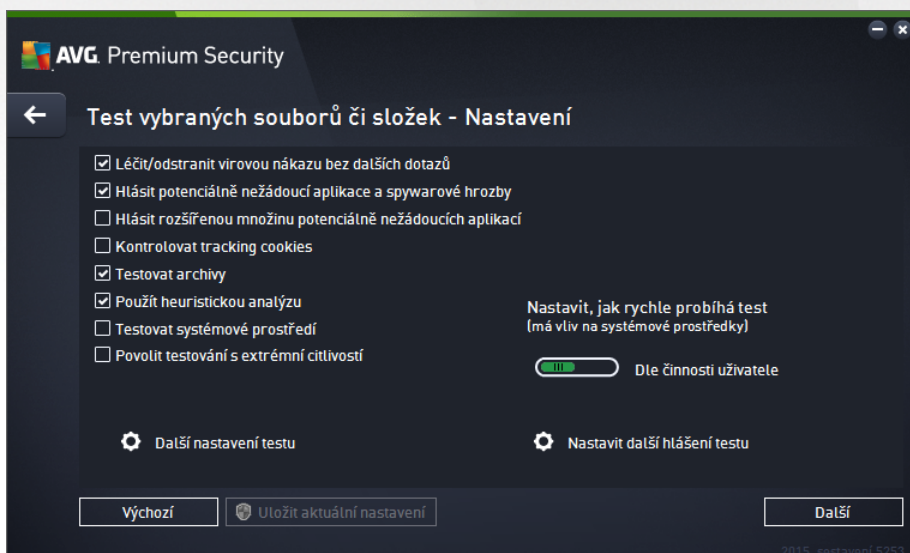 AVG. Premium Security
Test vybraných souborů či složek - Nastavení
Léčit/odstranit virovou nákazu bez dalších dotazů
Hlásit potenciálně nežádoucí aplikace a spywarové hrozby
Hlásit rozšířenou množinu potenciálně nežádoucích aplikací
Kontrolovat tracking cookies
Testovat archivy
Použít heuristickou analýzu
Testovat systémové prostředí
Povolit testování s extrémní citlivostí
Nastavit, jak rychle probíhá test
(má vliv na systémové prostředky)
Dle činnosti uživatele
Další nastavení testu
Nastavit další hlášení testu
Výchozí
Uložit aktuální nastavení
Další
2015, sestavení 5253